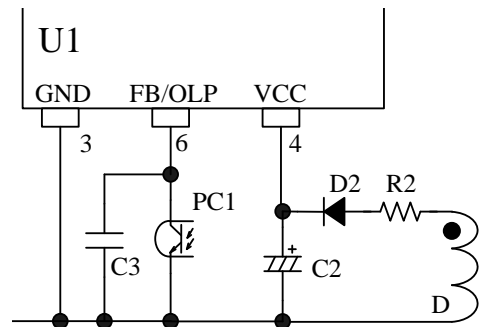 U1
GND FB/OLP VCC
3 6 4
D2 R2
PC1
C3 C2
D